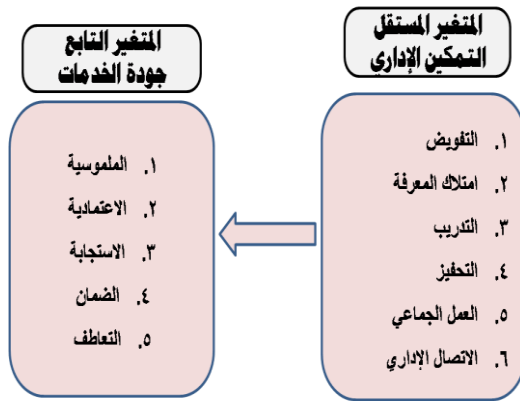 المتغير المستقل
التمكين الإداري
١. التفويض
٢. امتلاك المعرفة
٣. التدريب
٤. التحفيز
٥. العمل الجماعي
٦. الاتصال الإداري
المتغير التابع
جودة الخدمات
١. الملموسية
٢. الاعتمادية
٣. الاستجابة
٤. الضمان
٥. التعاطف